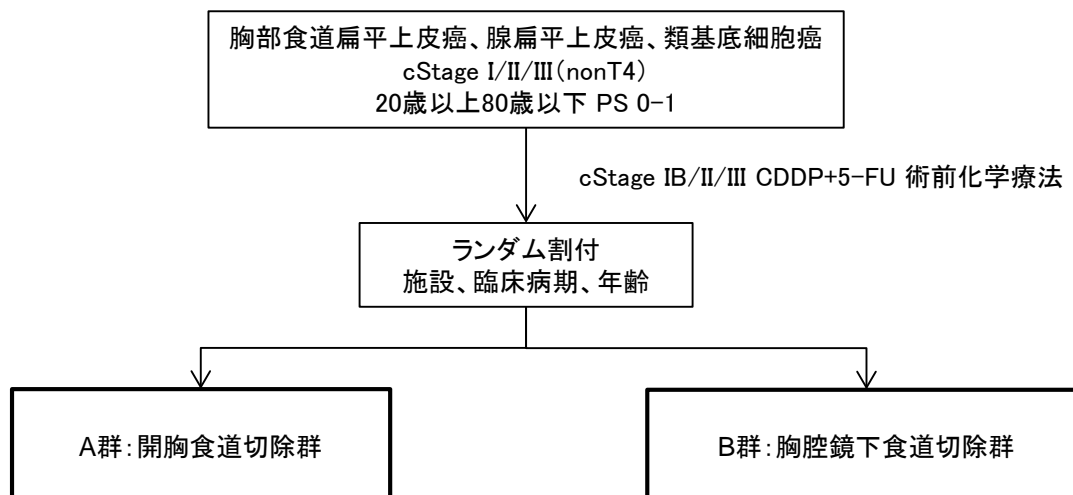 胸部食道扁平上皮癌、腺扁平上皮癌、類基底細胞癌
cStage I/II/III(nonT4)
20歳以上80歳以下 PS 0-1
cStage IB/II/III CDDP+5-FU 術前化学療法
ランダム割付
施設、臨床病期、年齢
A群:開胸食道切除群
B群:胸腔鏡下食道切除群